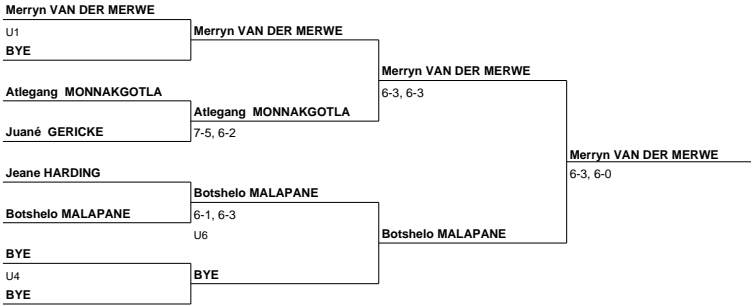 Merryn VAN DER MERWE
U1
BYE
Merryn VAN DER MERWE
Merryn VAN DER MERWE
6-3, 6-3
Atlegang MONNAKGOTLA
Juané GERICKE
Atlegang MONNAKGOTLA
7-5, 6-2
Merryn VAN DER MERWE
6-3, 6-0
Jeane HARDING
Botshelo MALAPANE
Botshelo MALAPANE
6-1, 6-3
U6
Botshelo MALAPANE
BYE
U4
BYE
BYE